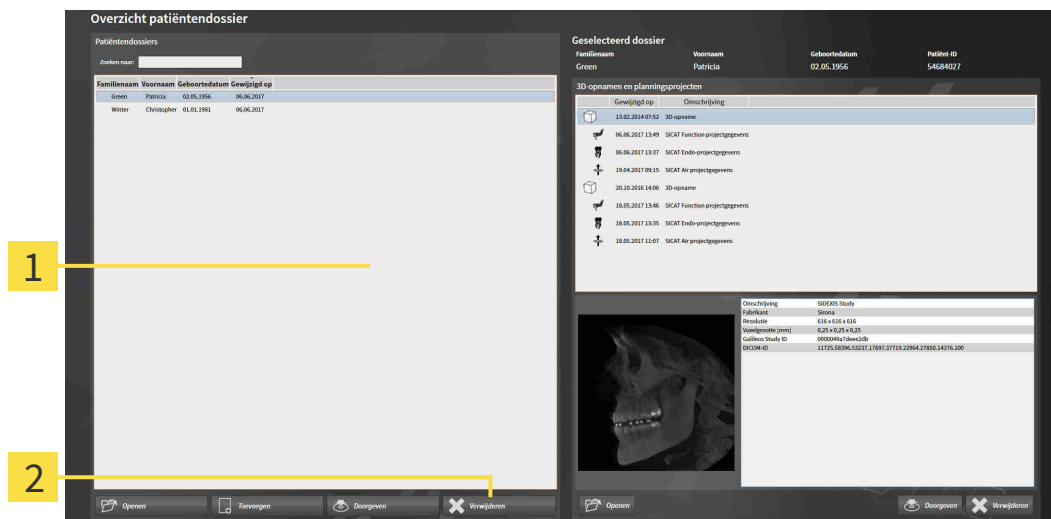 Overzicht patiëntendossier
Patiëntendossiers
Zoeken naar:
Familienaam Voornaam Geboortedatum Gewijzigd op
Green Patricia 02.05.1956 06.06.2017
Winter Christopher 01.01.1981 06.06.2017
1
2
Openen Toevoegen Doorgeven Verwijderen
Geselecteerd dossier
Familienaam Voornaam Geboortedatum Patiënt-ID
Green Patricia 02.05.1956 54684027
3D-opnamen en planningsprojecten
Gewijzigd op Omschrijving
13.02.2014 07:52 3D-opname
06.06.2017 13:49 SICAT Function projectgegevens
06.06.2017 13:37 SICAT Endo-projectgegevens
19.04.2017 09:15 SICAT Air projectgegevens
20.10.2016 14:06 3D-opname
18.05.2017 13:46 SICAT Function projectgegevens
18.05.2017 13:35 SICAT Endo-projectgegevens
18.05.2017 11:07 SICAT Air projectgegevens
Omschrijving SIDEXIS Study
Fabrikant Sirona
Resolutie 616 x 616 x 616
Voxelgrootte (mm) 0,25 x 0,25 x 0,25
Galileos Study ID 0000049a7deee2db
DICOM-ID 11725.58396.53237.17697.37719.22964.27850.14376.100
Openen Doorgeven Verwijderen